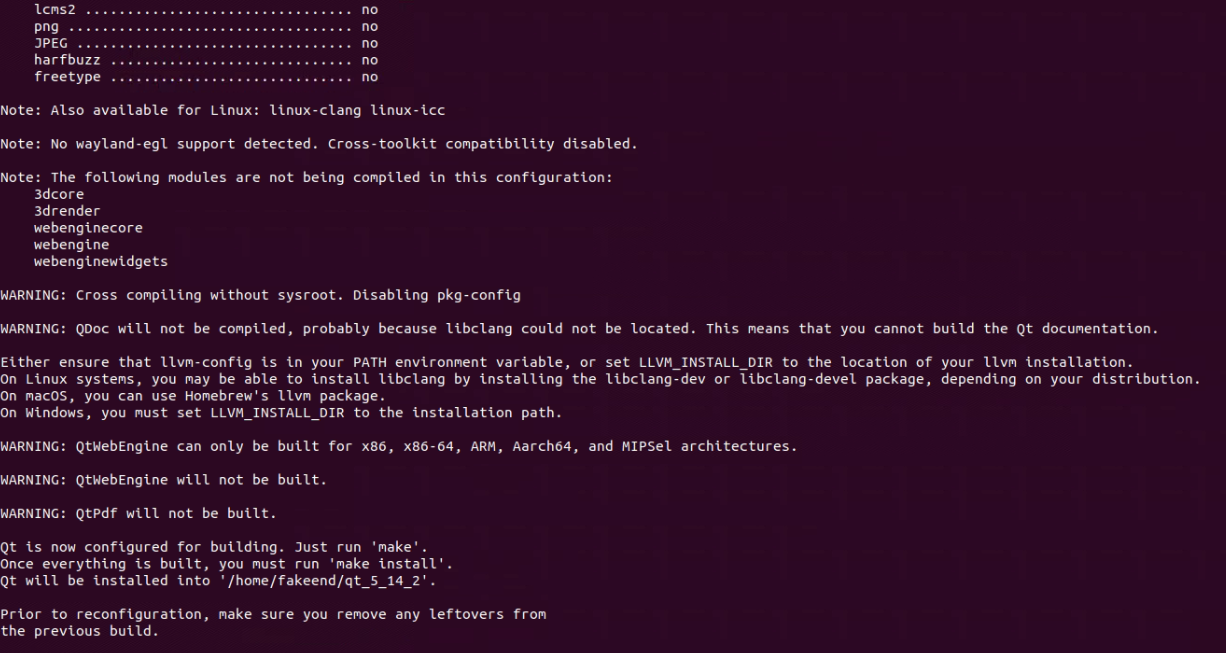 lcms2 ................................ no
png .................................. no
JPEG ................................. no
harfbuzz ............................. no
freetype ............................. no
Note: Also available for Linux: linux-clang linux-icc
Note: No wayland-egl support detected. Cross-toolkit compatibility disabled.
Note: The following modules are not being compiled in this configuration:
3dcore
3drender
webenginecore
webengine
webenginewidgets
WARNING: Cross compiling without sysroot. Disabling pkg-config
WARNING: QDoc will not be compiled, probably because libclang could not be located. This means that you cannot build the Qt documentation.
Either ensure that llvm-config is in your PATH environment variable, or set LLVM_INSTALL_DIR to the location of your llvm installation.
On Linux systems, you may be able to install libclang by installing the libclang-dev or libclang-devel package, depending on your distribution.
On macOS, you can use Homebrew's llvm package.
On Windows, you must set LLVM_INSTALL_DIR to the installation path.
WARNING: QtWebEngine can only be built for x86, x86-64, ARM, Aarch64, and MIPSel architectures.
WARNING: QtWebEngine will not be built.
WARNING: QtPdf will not be built.
Qt is now configured for building. Just run 'make'.
Once everything is built, you must run 'make install'.
Qt will be installed into '/home/fakeend/qt_5_14_2'.
Prior to reconfiguration, make sure you remove any leftovers from
the previous build.